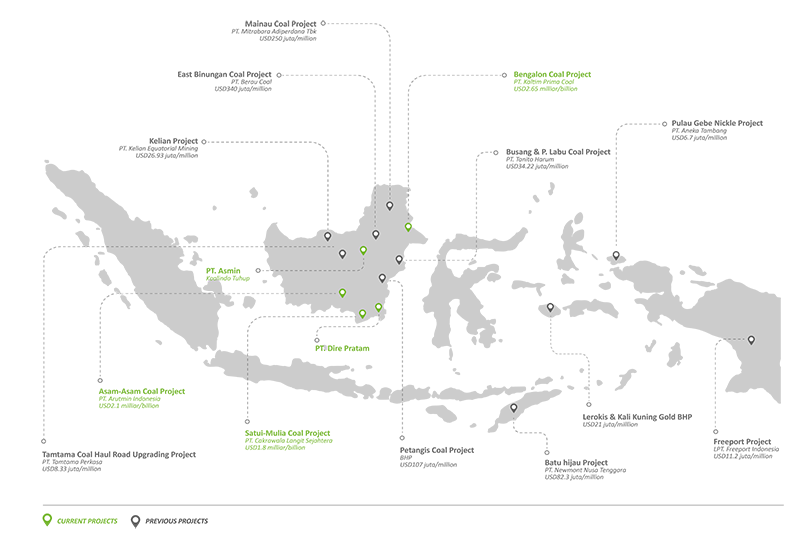 Mainau Coal Project
PT. Mitrabara Adiperdana Tbk
USD250 juta/million
East Binungan Coal Project
PT. Berau Coal
USD340 juta/million
Bengalon Coal Project
PT. Kaltim Prima Coal
USD2.65 milliar/billion
Kelian Project
PT. Kelian Equatorial Mining
USD26.93 juta/million
Busang & P. Labu Coal Project
PT. Tanito Harum
USD34.22 juta/million
Pulau Gebe Nickle Project
PT. Aneka Tambang
USD6.7 juta/million
PT. Asmin
Koalindo Tuhup
PT. Dire Pratam
Asam-Asam Coal Project
PT. Arutmin Indonesia
USD2.1 milliar/billion
Satui-Mulia Coal Project
PT. Cakrawala Langit Sejahtera
USD1.8 milliar/billion
Tamtama Coal Haul Road Upgrading Project
PT. Tamtama Perkasa
USD8.33 juta/million
Petangis Coal Project
BHP
USD107 juta/million
Batu hijau Project
PT. Newmont Nusa Tenggara
USD82.3 juta/million
Lerokis & Kali Kuning Gold BHP
USD21 juta/milllion
Freeport Project
LPT. Freeport Indonesia
USD11.2 juta/million
CURRENT PROJECTS
PREVIOUS PROJECTS